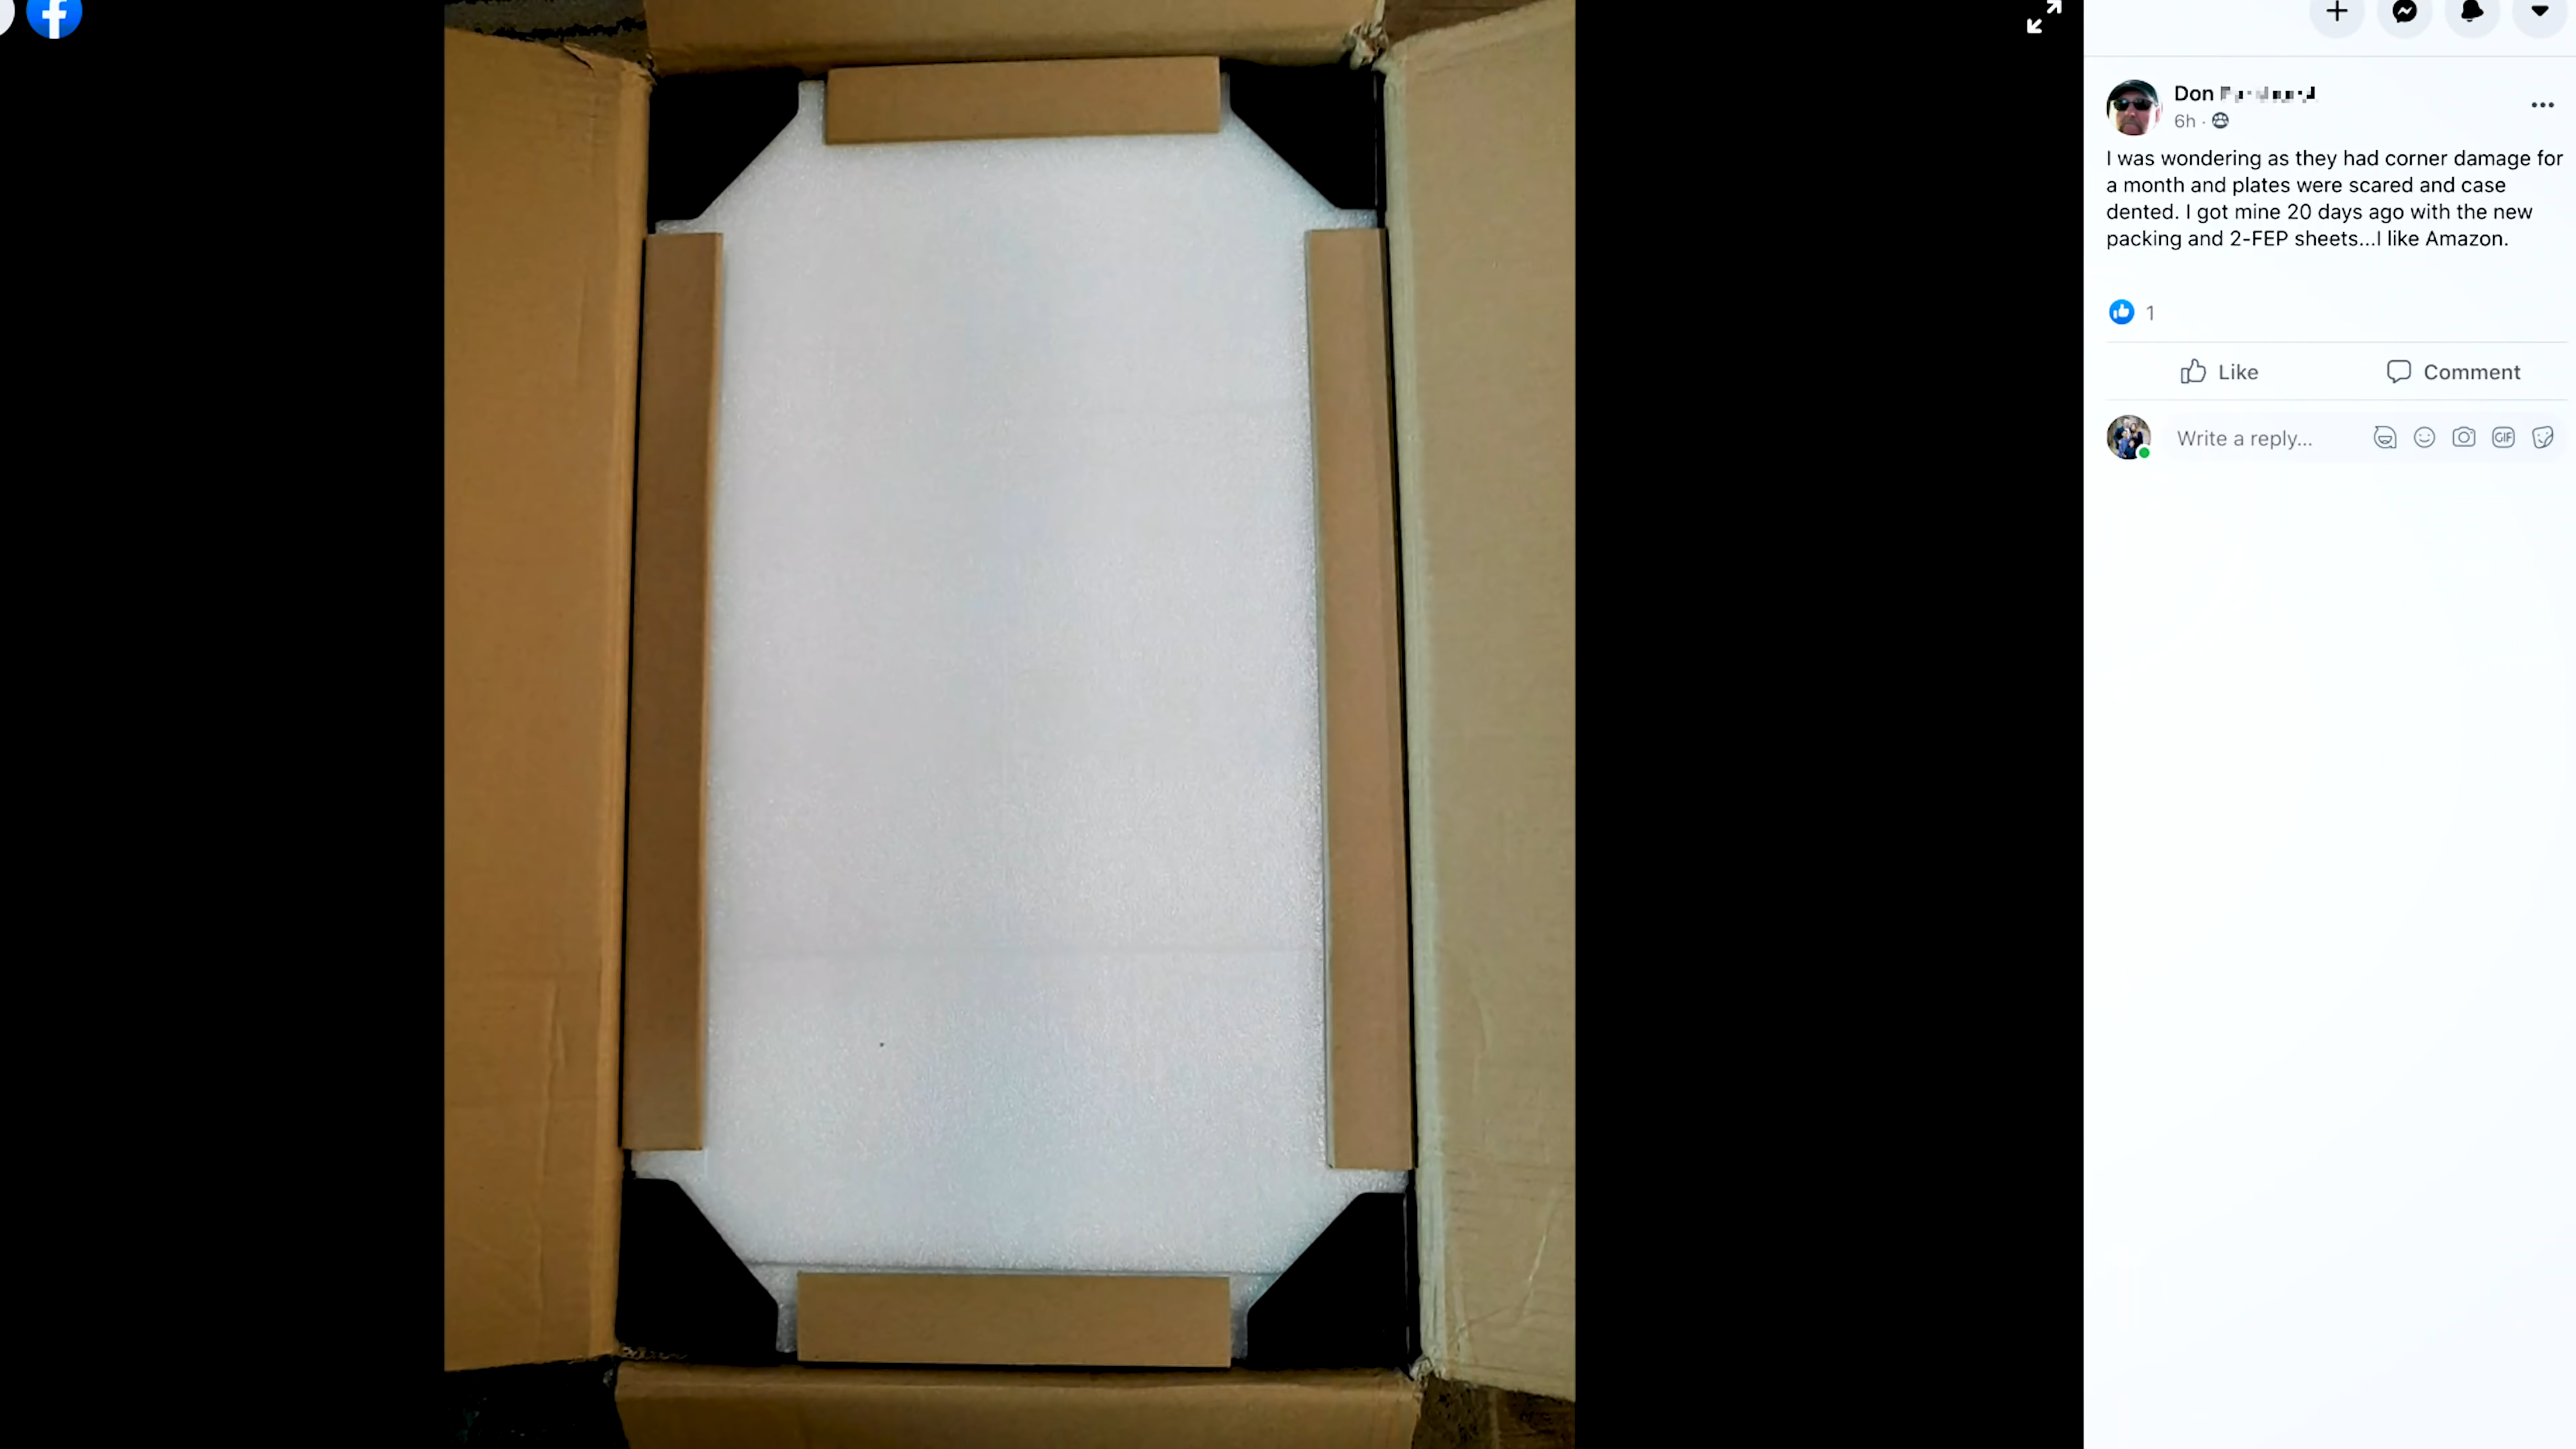 Don
6h ·
I was wondering as they had corner damage for
a month and plates were scared and case
dented. I got mine 20 days ago with the new
packing and 2-FEP sheets...I like Amazon.
1
Like Comment
Write a reply... GIF